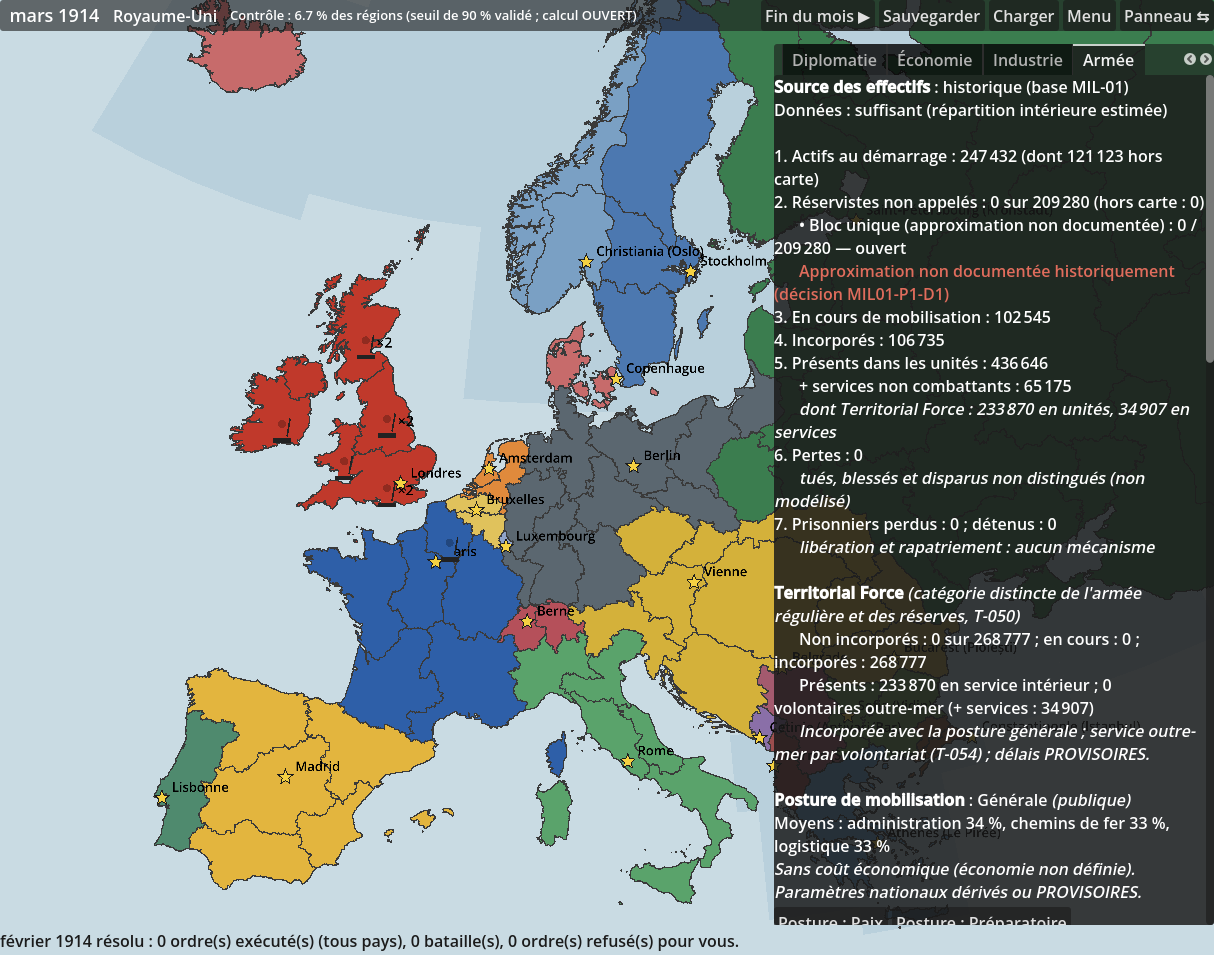 mars 1914 Royaume-Uni Contrôle : 6.7 % des régions (seuil de 90 % validé ; calcul OUVERT) Fin du mois ▶ Sauvegarder Charger Menu Panneau ⇆
Diplomatie Économie Industrie Armée
Source des effectifs : historique (base MIL-01)
Données : suffisant (répartition intérieure estimée)
1. Actifs au démarrage : 247 432 (dont 121 123 hors
carte)
2. Réservistes non appelés : 0 sur 209 280 (hors carte : 0)
• Bloc unique (approximation non documentée) : 0 /
209 280 — ouvert
Approximation non documentée historiquement
(décision MIL01-P1-D1)
3. En cours de mobilisation : 102 545
4. Incorporés : 106 735
5. Présents dans les unités : 436 646
+ services non combattants : 65 175
dont Territorial Force : 233 870 en unités, 34 907 en
services
6. Pertes : 0
tués, blessés et disparus non distingués (non
modélisé)
7. Prisonniers perdus : 0 ; détenus : 0
libération et rapatriement : aucun mécanisme
Territorial Force (catégorie distincte de l'armée
régulière et des réserves, T-050)
Non incorporés : 0 sur 268 777 ; en cours : 0 ;
incorporés : 268 777
Présents : 233 870 en service intérieur ; 0
volontaires outre-mer (+ services : 34 907)
Incorporée avec la posture générale ; service outre-
mer par volontariat (T-054) ; délais PROVISOIRES.
Posture de mobilisation : Générale (publique)
Moyens : administration 34 %, chemins de fer 33 %,
logistique 33 %
Sans coût économique (économie non définie).
Paramètres nationaux dérivés ou PROVISOIRES.
Posture : Paix Posture : Préparatoire
Christiania (Oslo)
Stockholm
Copenhague
×2
×2
Londres
×2
Amsterdam
Berlin
Bruxelles
Luxembourg
aris
Vienne
Berne
Rome
Madrid
Lisbonne
février 1914 résolu : 0 ordre(s) exécuté(s) (tous pays), 0 bataille(s), 0 ordre(s) refusé(s) pour vous.